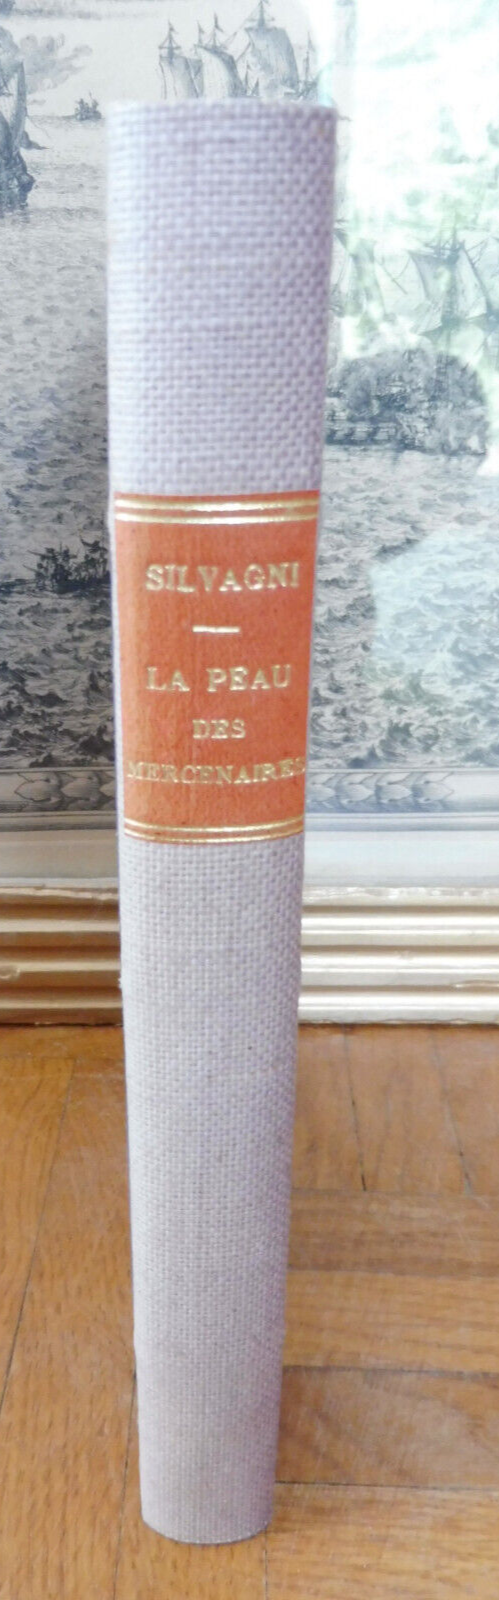 SILVAGNI
LA PEAU
DES
MERCENAIRES